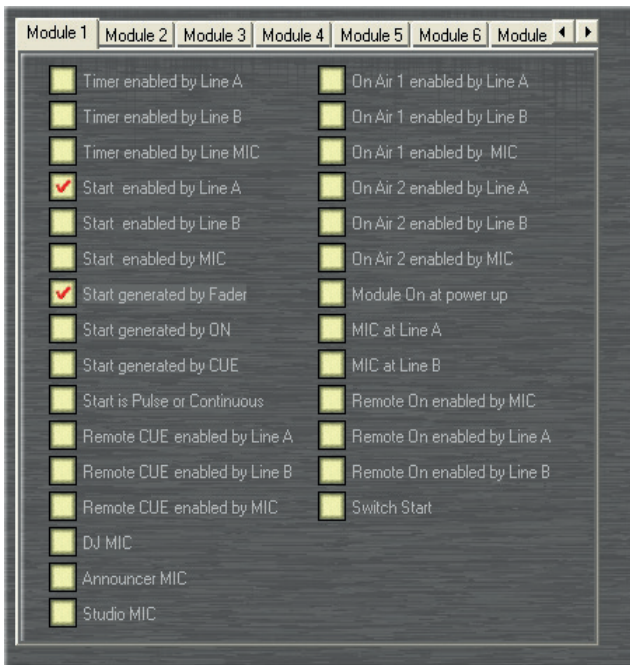 Module 1 Module 2 Module 3 Module 4 Module 5 Module 6 Module
Timer enabled by Line A
Timer enabled by Line B
Timer enabled by Line MIC
Start enabled by Line A
Start enabled by Line B
Start enabled by MIC
Start generated by Fader
Start generated by ON
Start generated by CUE
Start is Pulse or Continuous
Remote CUE enabled by Line A
Remote CUE enabled by Line B
Remote CUE enabled by MIC
DJ MIC
Announcer MIC
Studio MIC
On Air 1 enabled by Line A
On Air 1 enabled by Line B
On Air 1 enabled by MIC
On Air 2 enabled by Line A
On Air 2 enabled by Line B
On Air 2 enabled by MIC
Module On at power up
MIC at Line A
MIC at Line B
Remote On enabled by MIC
Remote On enabled by Line A
Remote On enabled by Line B
Switch Start